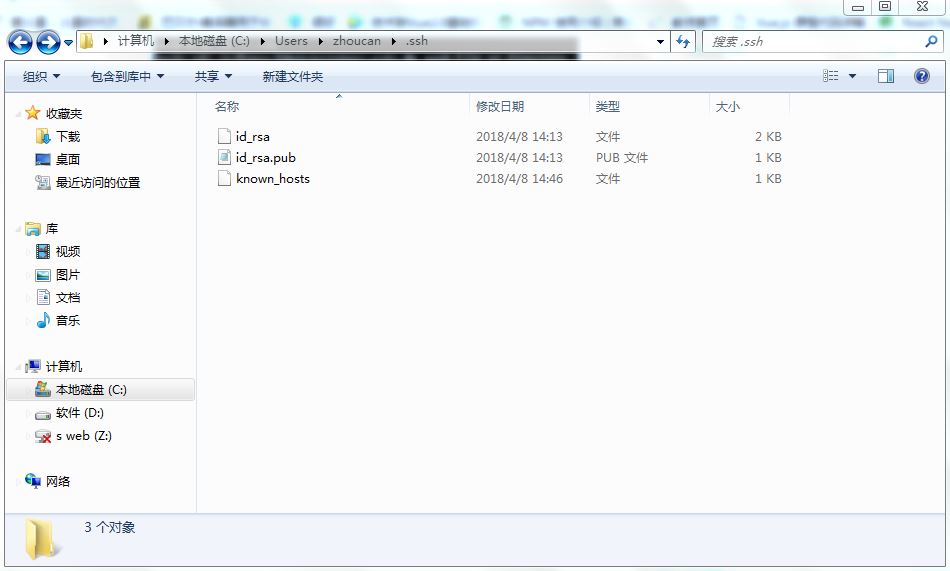 计算机 本地磁盘 (C:) Users zhoucan .ssh 搜索 .ssh
组织 包含到库中 共享 新建文件夹
名称 修改日期 类型 大小
收藏夹
下载
桌面
最近访问的位置
库
视频
图片
文档
音乐
计算机
本地磁盘 (C:)
软件 (D:)
s web (Z:)
网络
id_rsa 2018/4/8 14:13 文件 2 KB
id_rsa.pub 2018/4/8 14:13 PUB 文件 1 KB
known_hosts 2018/4/8 14:46 文件 1 KB
3 个对象